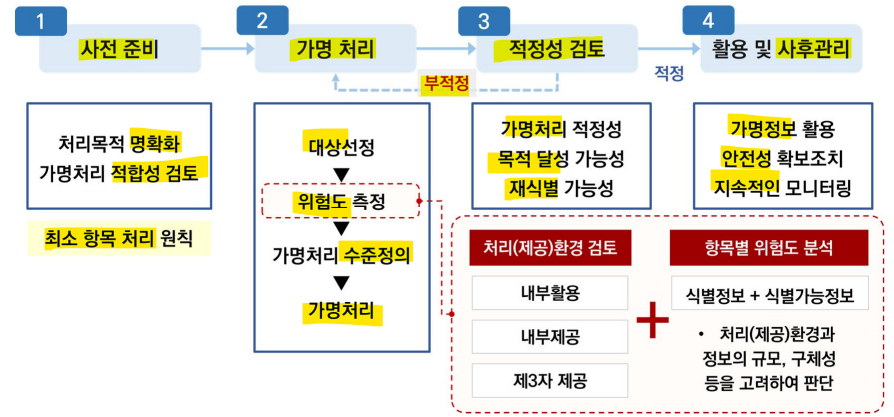 1
사전 준비
2
가명 처리
3
적정성 검토
4
활용 및 사후관리
부적정
적정
처리목적 명확화
가명처리 적합성 검토
최소 항목 처리 원칙
대상선정
위험도 측정
가명처리 수준정의
가명처리
가명처리 적정성
목적 달성 가능성
재식별 가능성
가명정보 활용
안전성 확보조치
지속적인 모니터링
처리(제공)환경 검토
내부활용
내부제공
제3자 제공
+
항목별 위험도 분석
식별정보 + 식별가능정보
• 처리(제공)환경과
정보의 규모, 구체성
등을 고려하여 판단